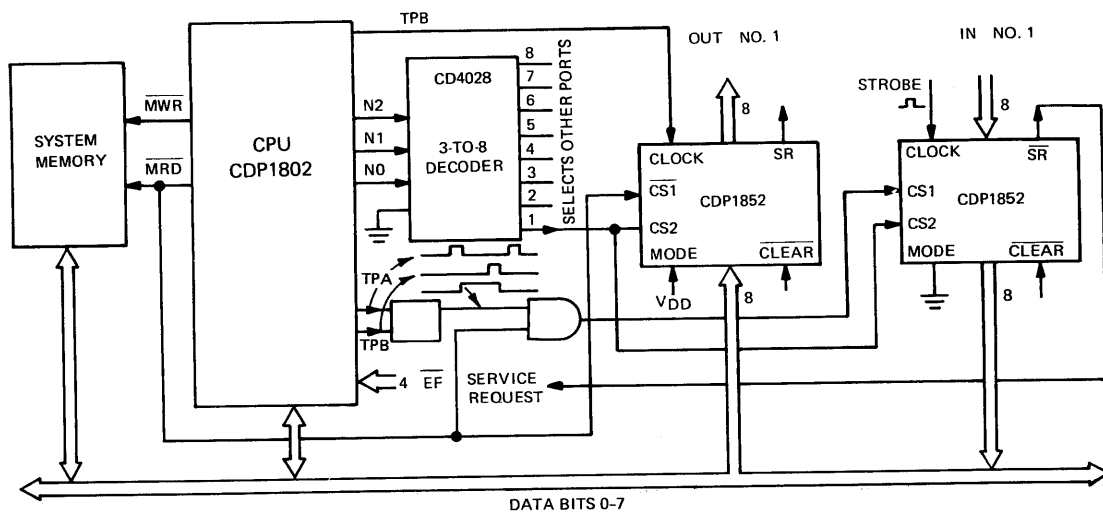 TPB
OUT NO. 1
IN NO. 1
SYSTEM
MEMORY
MWR
MRD
CPU
CDP1802
N2
N1
N0
CD4028
3-TO-8
DECODER
8
7
6
5
4
3
2
1
SELECTS OTHER PORTS
8
SR
CLOCK
CS1
CS2
CDP1852
MODE
CLEAR
VDD
8
STROBE
8
CLOCK
SR
CS1
CS2
CDP1852
MODE
CLEAR
8
TPA
TPB
4 EF
SERVICE
REQUEST
DATA BITS 0-7